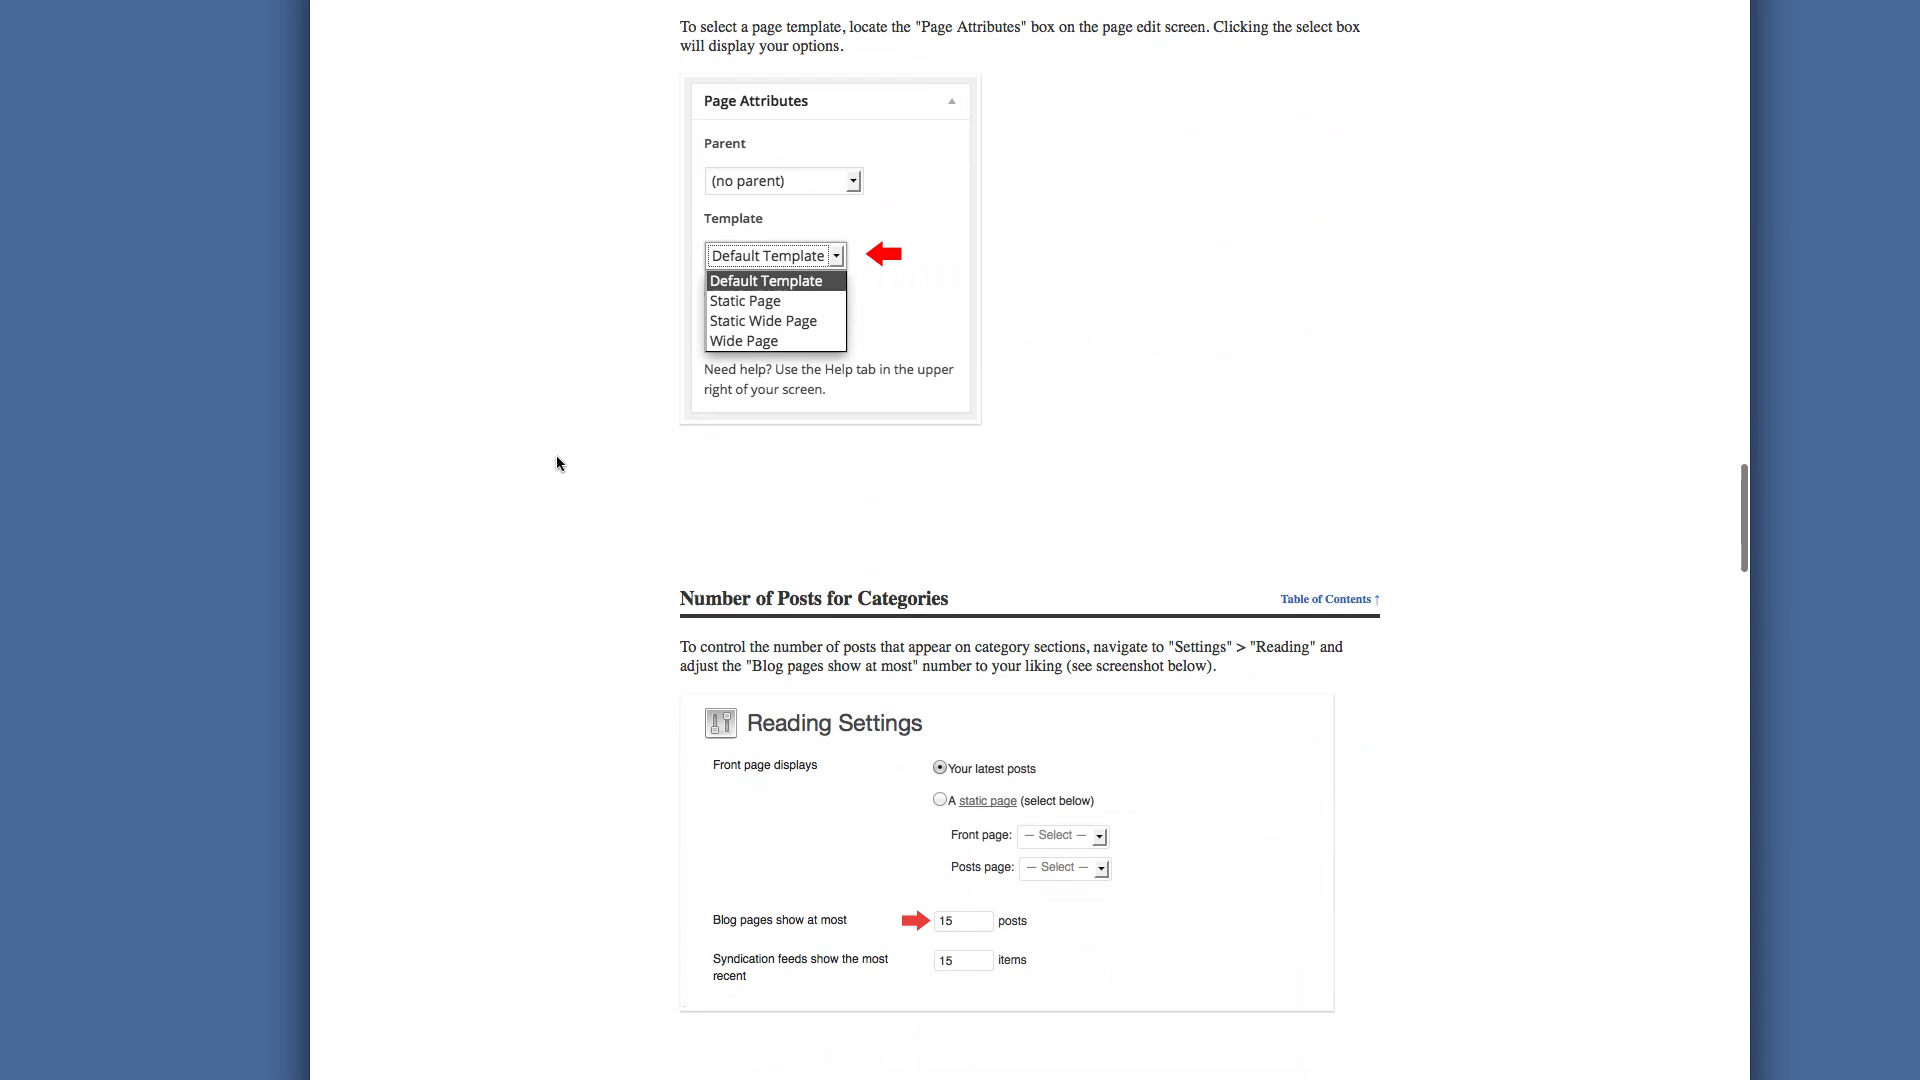 To select a page template, locate the "Page Attributes" box on the page edit screen. Clicking the select box
will display your options.
Page Attributes
Parent
(no parent)
Template
Default Template
Default Template
Static Page
Static Wide Page
Wide Page
Need help? Use the Help tab in the upper
right of your screen.
Number of Posts for Categories
Table of Contents ↑
To control the number of posts that appear on category sections, navigate to "Settings" > "Reading" and
adjust the "Blog pages show at most" number to your liking (see screenshot below).
Reading Settings
Front page displays
Your latest posts
A static page (select below)
Front page: — Select —
Posts page: — Select —
Blog pages show at most 15 posts
Syndication feeds show the most 15 items
recent